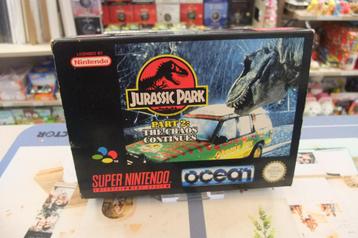 LICENSED BY
Nintendo
JURASSIC PARK
PART 2:
THE CHAOS
CONTINUES
SUPER NINTENDO
ENTERTAINMENT SYSTEM
ocean